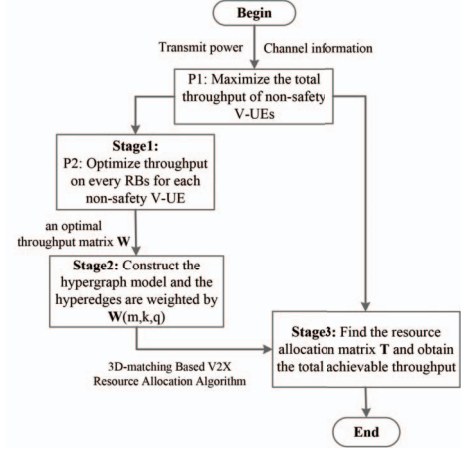 Begin
Transmit power
Channel information
P1: Maximize the total
throughput of non-safety
V-UEs
Stage1:
P2: Optimize throughput
on every RBs for each
non-safety V-UE
an optimal
throughput matrix W
Stage2: Construct the
hypergraph model and the
hyperedges are weighted by
W(m,k,q)
3D-matching Based V2X
Resource Allocation Algorithm
Stage3: Find the resource
allocation matrix T and obtain
the total achievable throughput
End